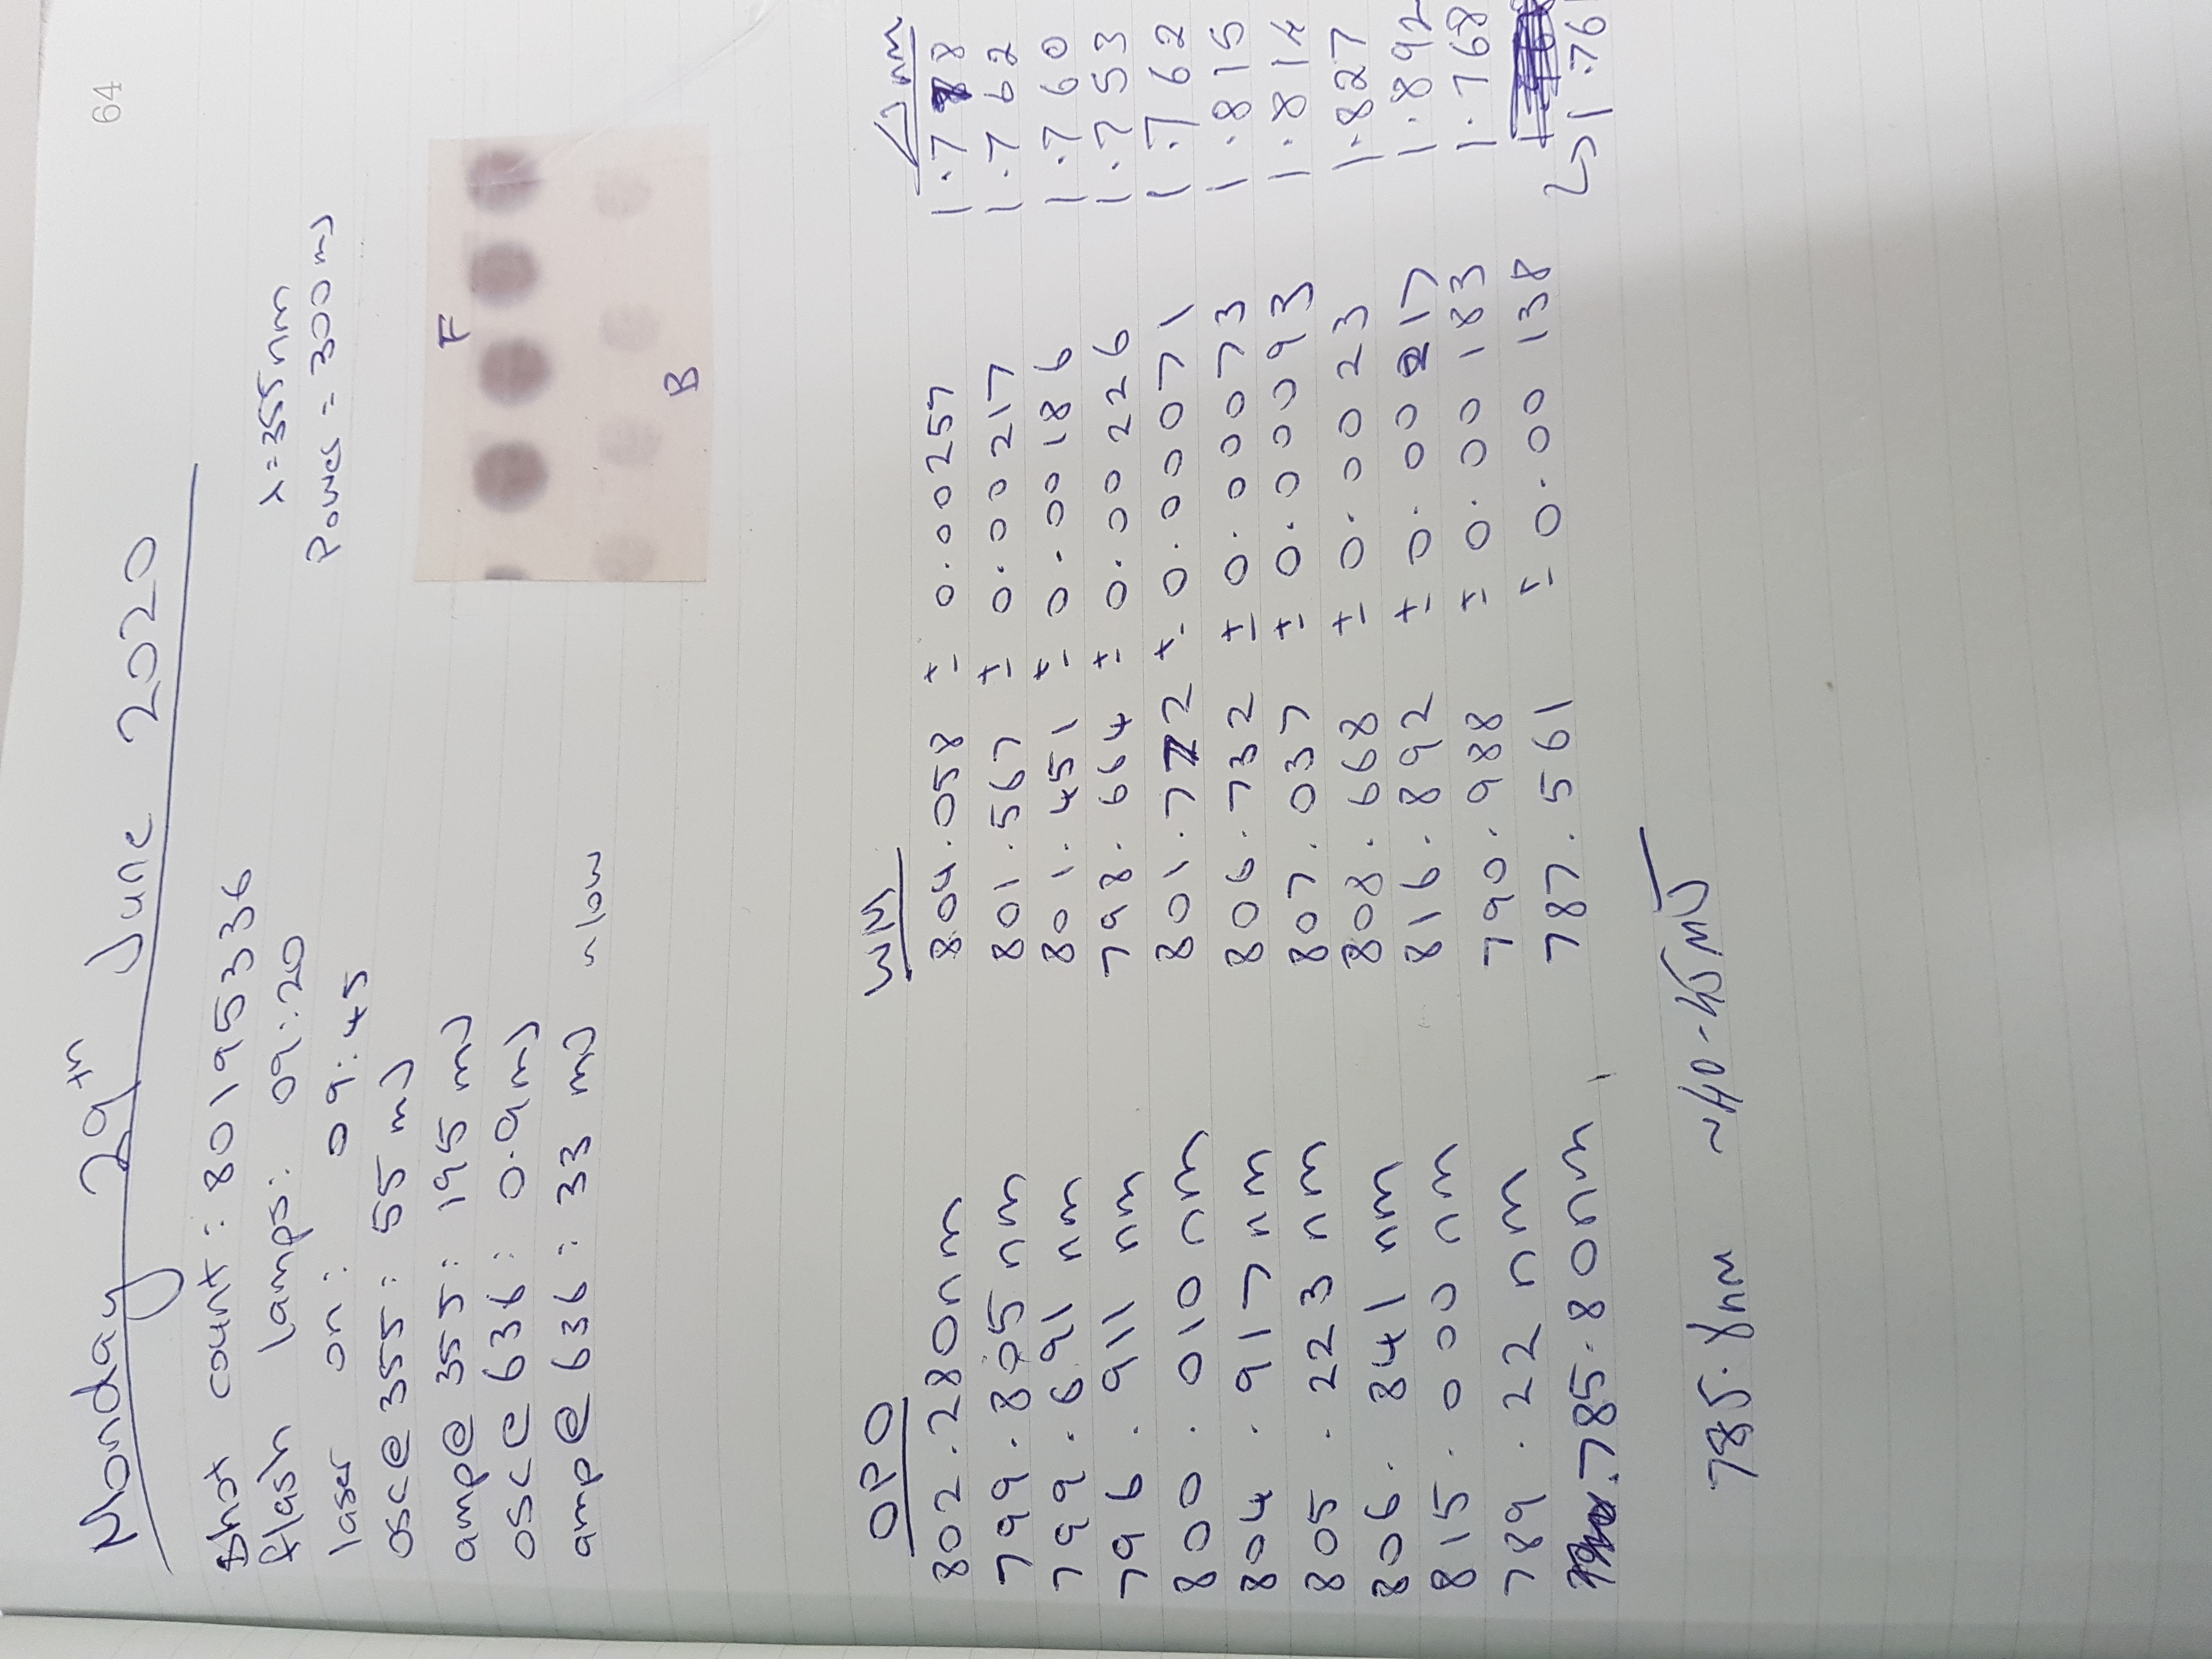 64
Monday 29th June 2020
Shot count: 80195336
flash lamps: 09:20
laser on: 09:45
osc@ 355: 55 mJ
amp@ 355: 195 mJ
osc@ 636: 0.9mJ
amp@ 636: 33 mJ low
λ=355nm
Power = 300mJ
F
B
OPO WM Δnm
802.280nm 804.058 ± 0.00257 1.778
799.805nm 801.567 ± 0.00217 1.762
799.691 nm 801.451 ± 0.00186 1.760
796.911 nm 798.664 ± 0.00226 1.753
800.010 nm 801.772 ± 0.00071 1.762
804.917nm 806.732 ± 0.00073 1.815
805.223 nm 807.037 ± 0.00093 1.814
806.841 nm 808.668 ± 0.0023 1.827
815.000 nm 816.892 ± 0.00217 1.892
789.22 nm 790.988 ± 0.00183 1.768
785.80nm 787.561 ± 0.00138
↳ 1.761
785.8nm ~40-45mJ